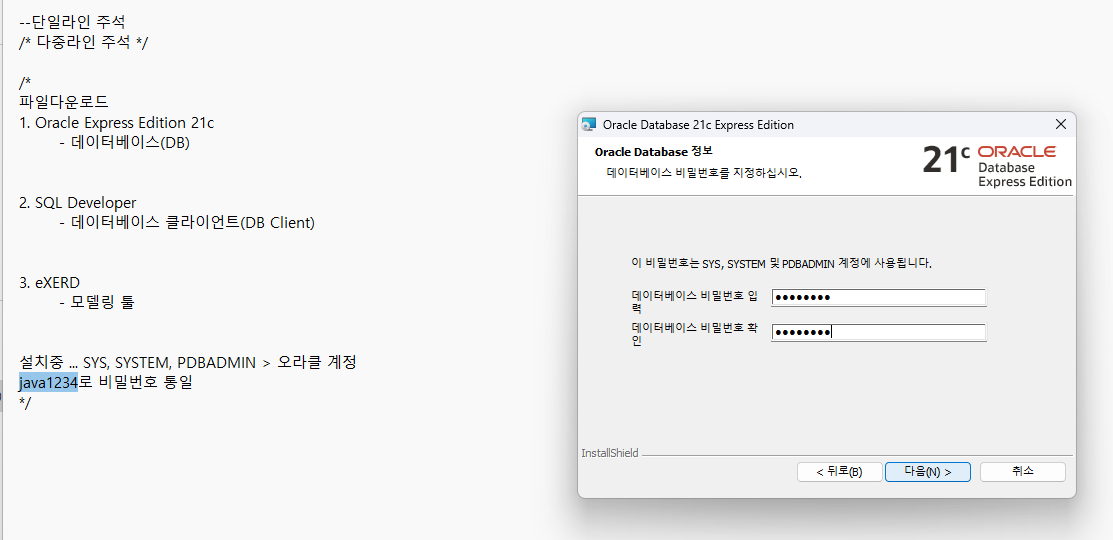 --단일라인 주석
/* 다중라인 주석 */
/*
파일다운로드
1. Oracle Express Edition 21c
- 데이터베이스(DB)
2. SQL Developer
- 데이터베이스 클라이언트(DB Client)
3. eXERD
- 모델링 툴
설치중 ... SYS, SYSTEM, PDBADMIN > 오라클 계정
java1234로 비밀번호 통일
*/
Oracle Database 21c Express Edition
Oracle Database 정보
데이터베이스 비밀번호를 지정하십시오.
21c ORACLE
Database
Express Edition
이 비밀번호는 SYS, SYSTEM 및 PDBADMIN 계정에 사용됩니다.
데이터베이스 비밀번호 입
력
●●●●●●●●
데이터베이스 비밀번호 확
인
●●●●●●●●
InstallShield
< 뒤로(B)
다음(N) >
취소